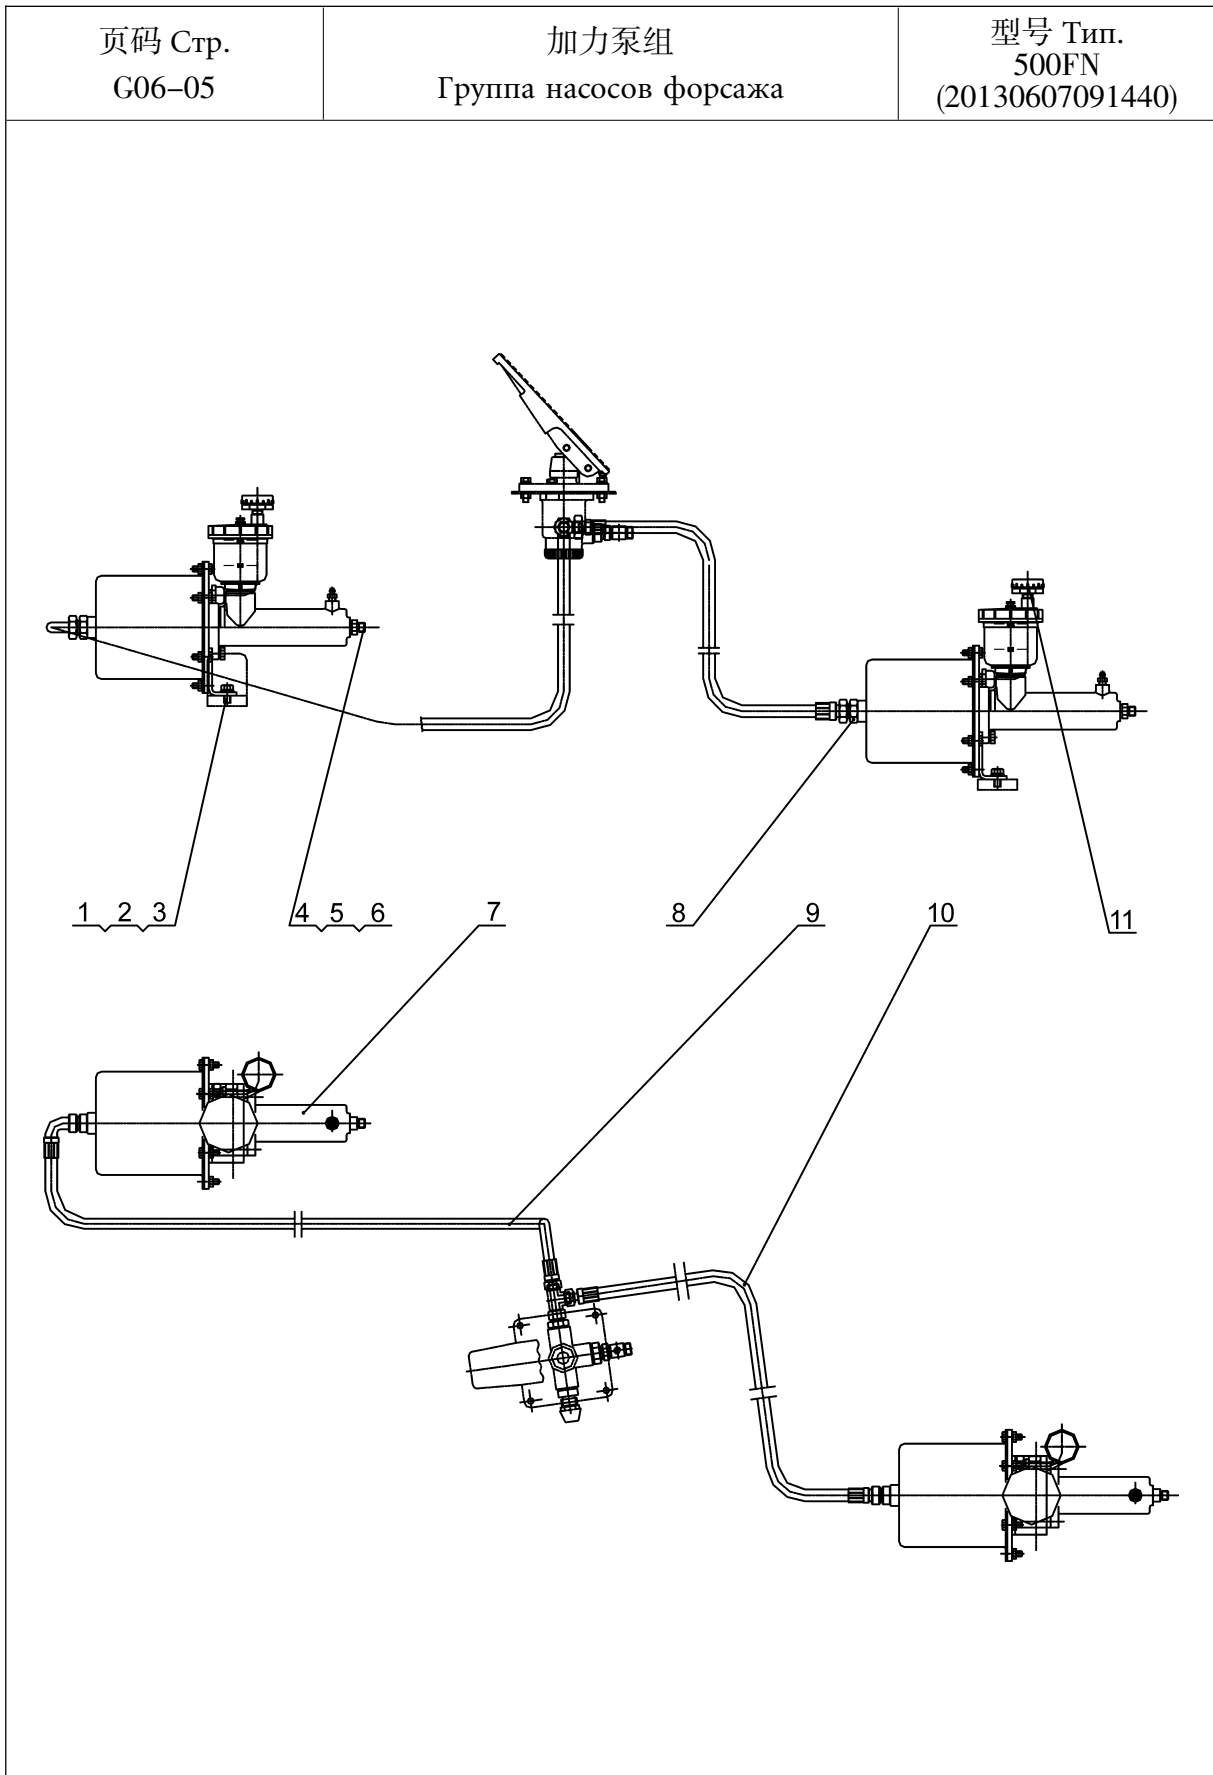 页码 Стр.
G06-05
加力泵组
Группа насосов форсажа
型号 Тип.
500FN
(20130607091440)
1 2 3 4 5 6 7 8 9 10 11